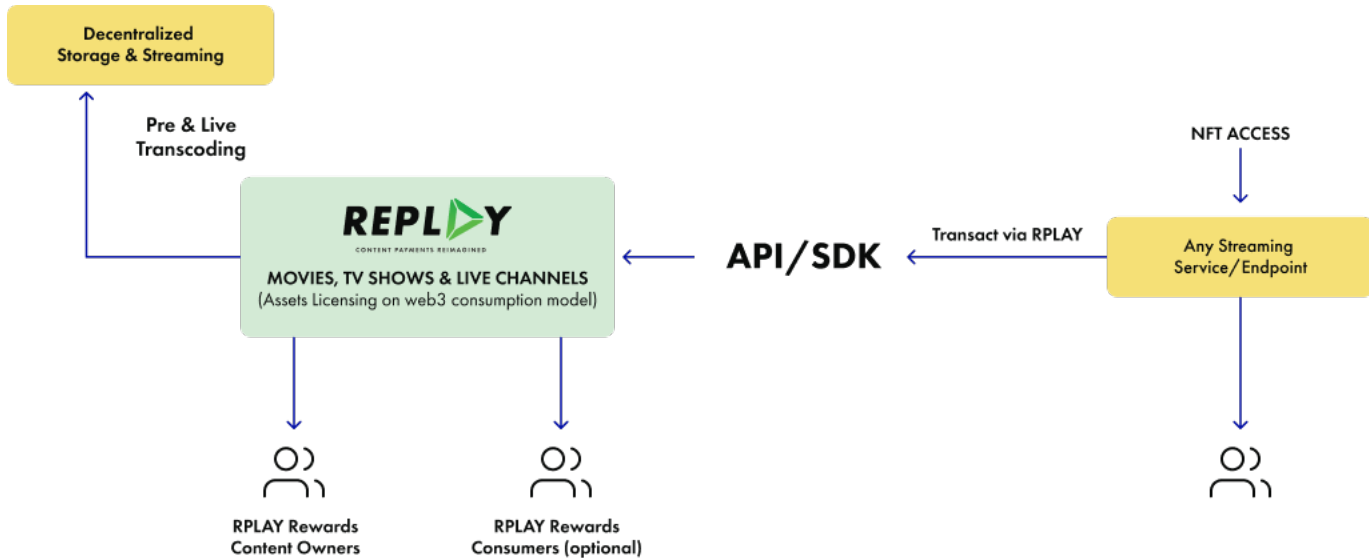 Decentralized
Storage & Streaming
Pre & Live
Transcoding
NFT ACCESS
REPLAY
CONTENT PAYMENTS REIMAGINED
MOVIES, TV SHOWS & LIVE CHANNELS
(Assets Licensing on web3 consumption model)
API/SDK
Transact via RPLAY
Any Streaming
Service/Endpoint
RPLAY Rewards
Content Owners
RPLAY Rewards
Consumers (optional)